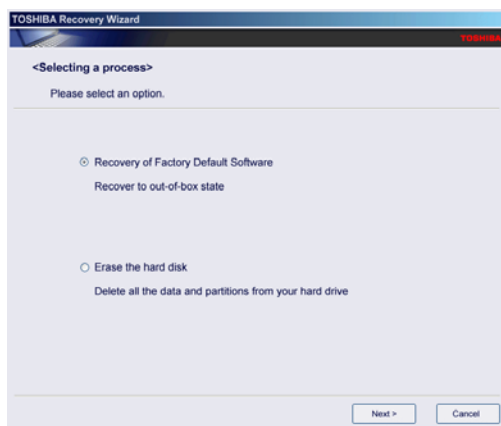 TOSHIBA Recovery Wizard
TOSHIBA
<Selecting a process>
Please select an option.
Recovery of Factory Default Software
Recover to out-of-box state
Erase the hard disk
Delete all the data and partitions from your hard drive
Next >
Cancel